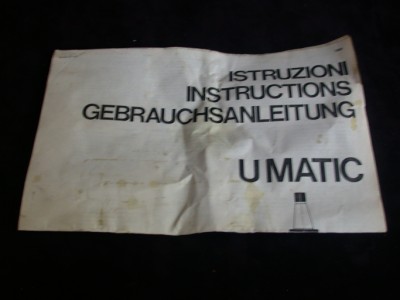 ISTRUZIONI
INSTRUCTIONS
GEBRAUCHSANLEITUNG
U MATIC